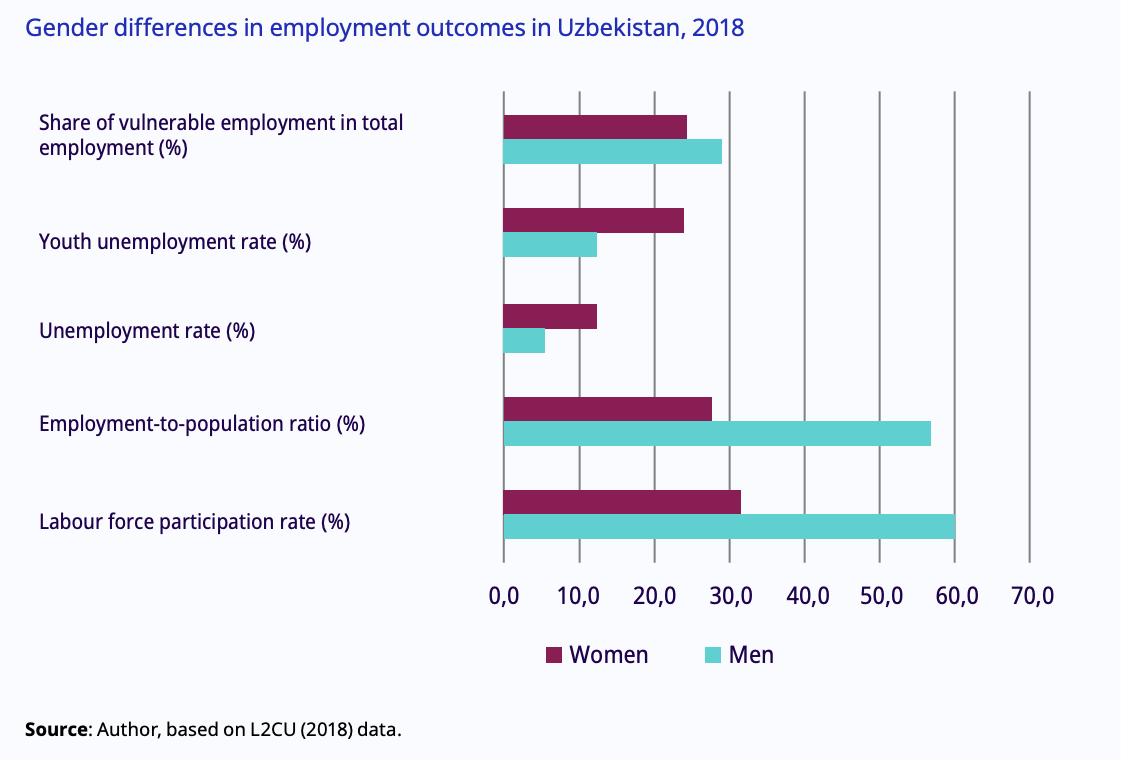 Gender differences in employment outcomes in Uzbekistan, 2018
Share of vulnerable employment in total
employment (%)
Youth unemployment rate (%)
Unemployment rate (%)
Employment-to-population ratio (%)
Labour force participation rate (%)
0,0 10,0 20,0 30,0 40,0 50,0 60,0 70,0
Women Men
Source: Author, based on L2CU (2018) data.